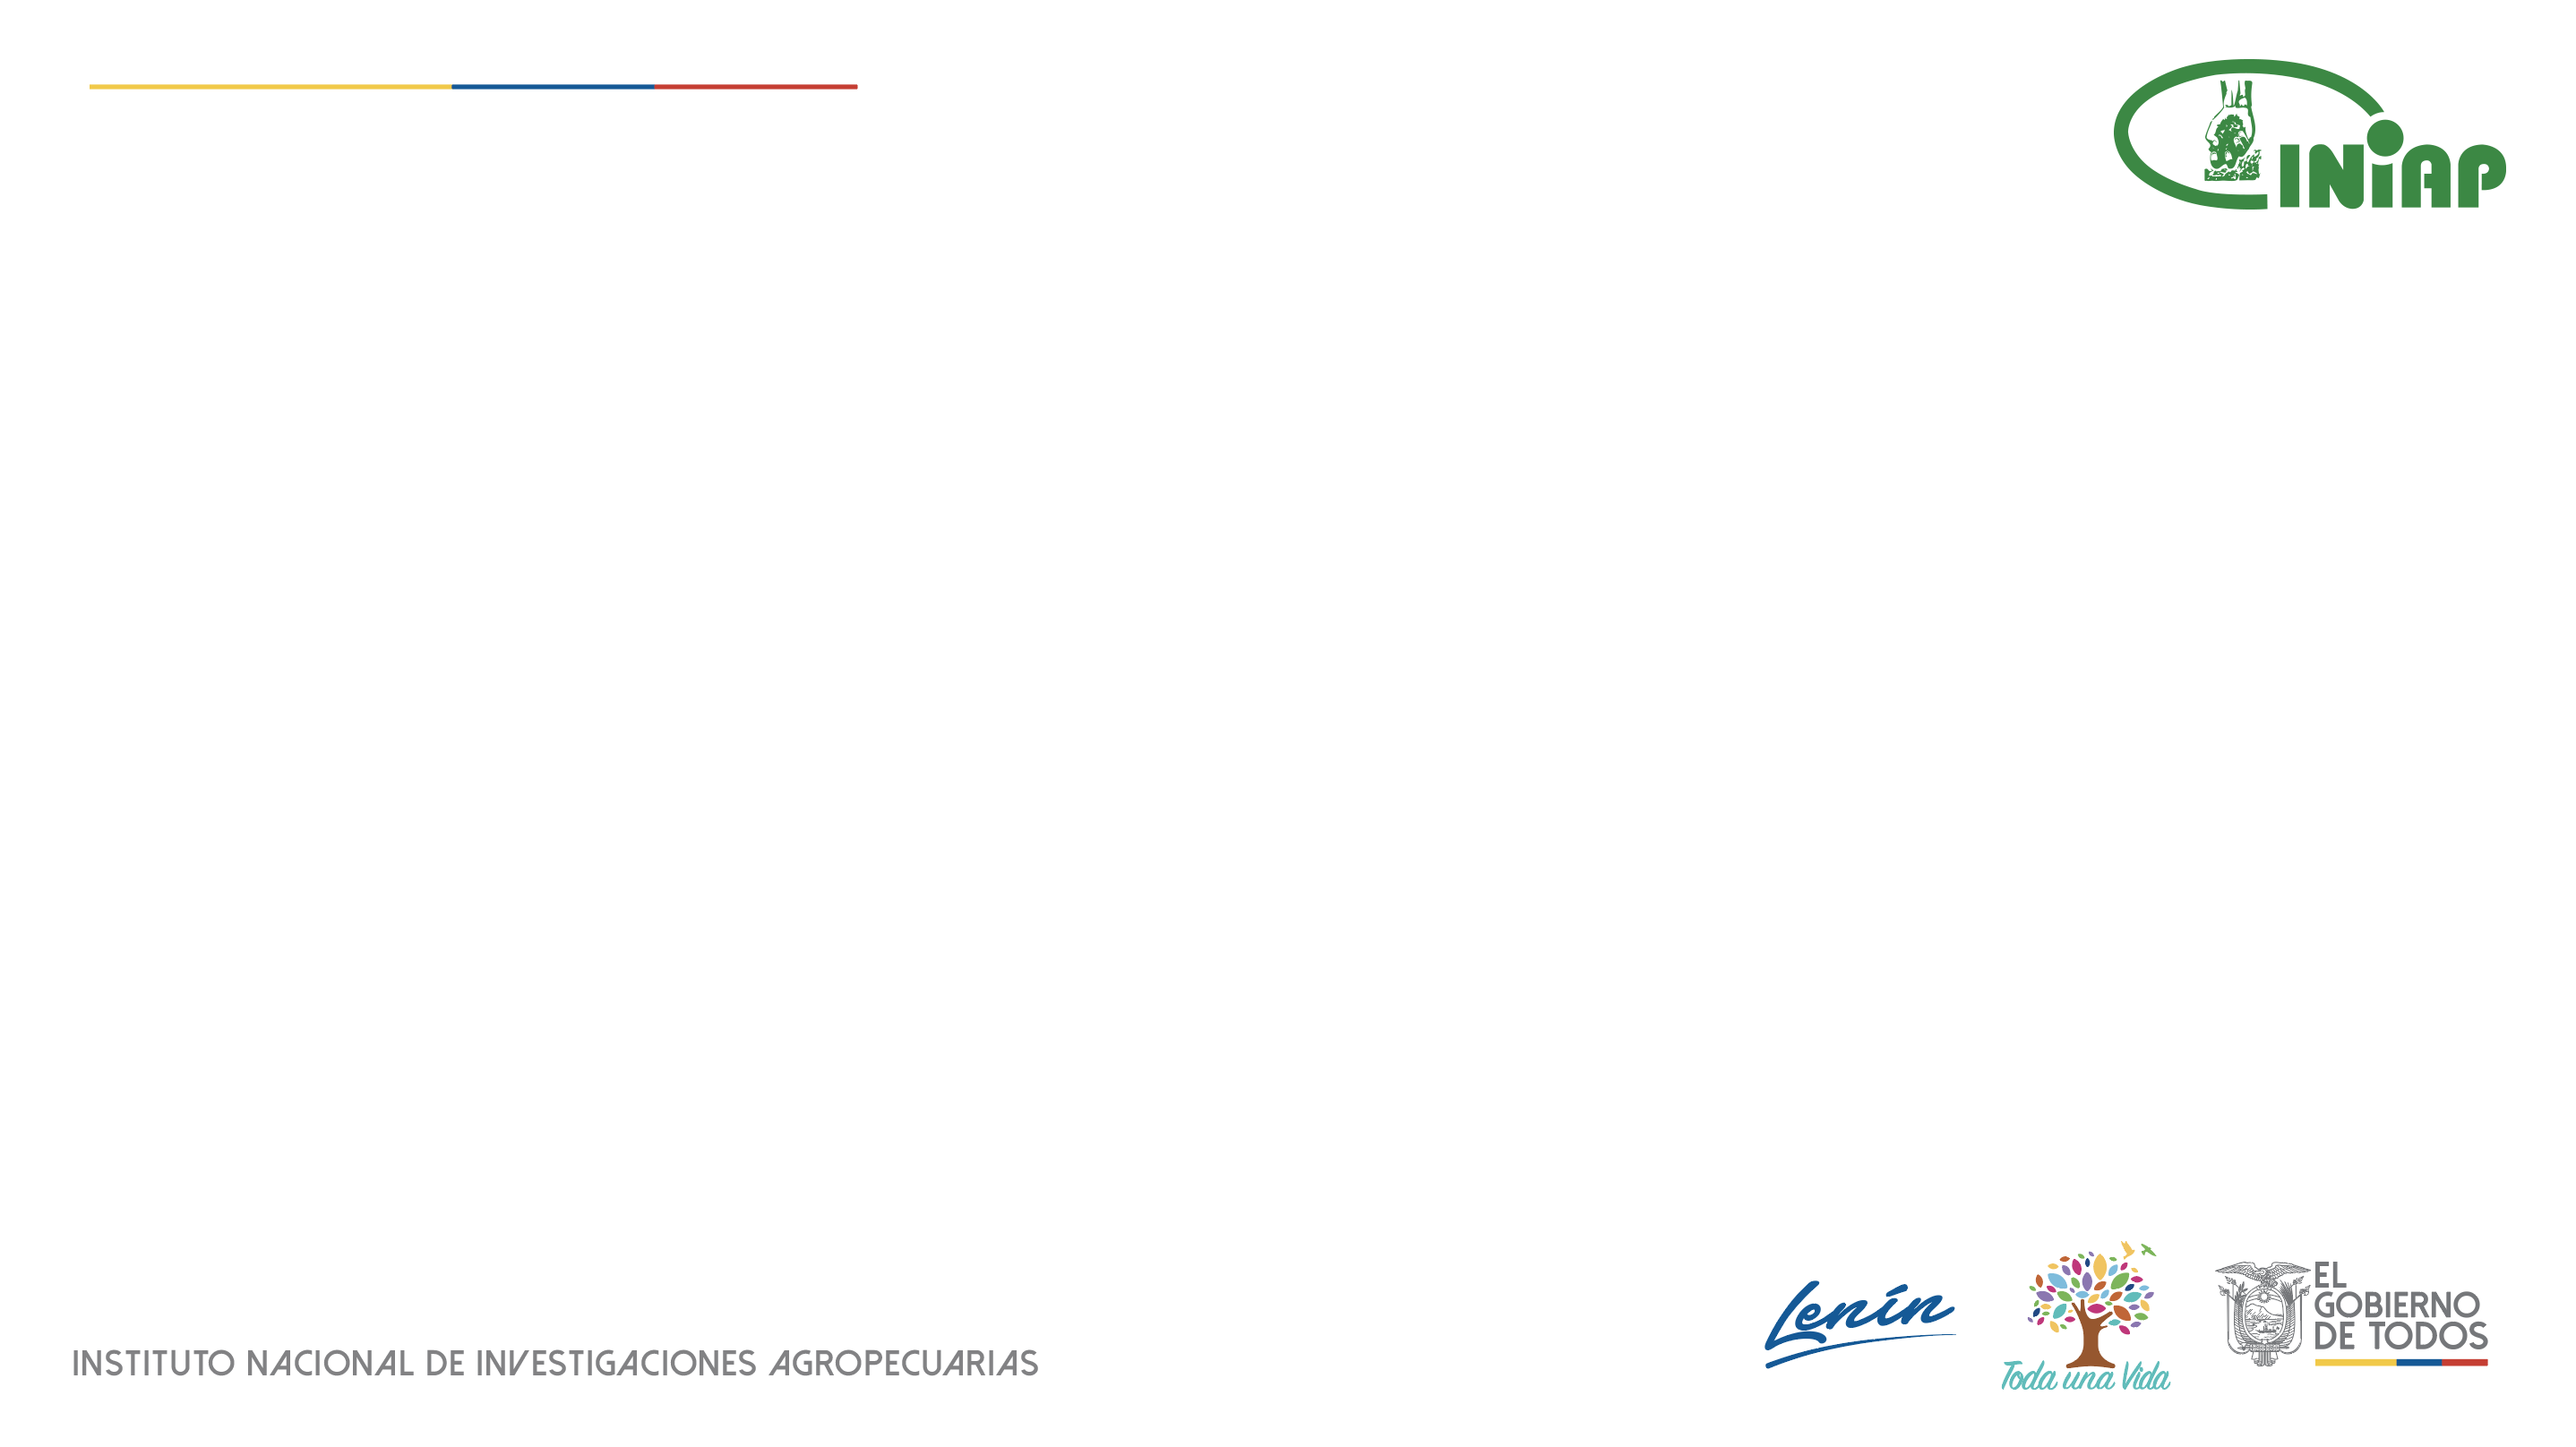 INIAP
INSTITUTO NACIONAL DE INVESTIGACIONES AGROPECUARIAS
Lenín
Toda una Vida
EL
GOBIERNO
DE TODOS